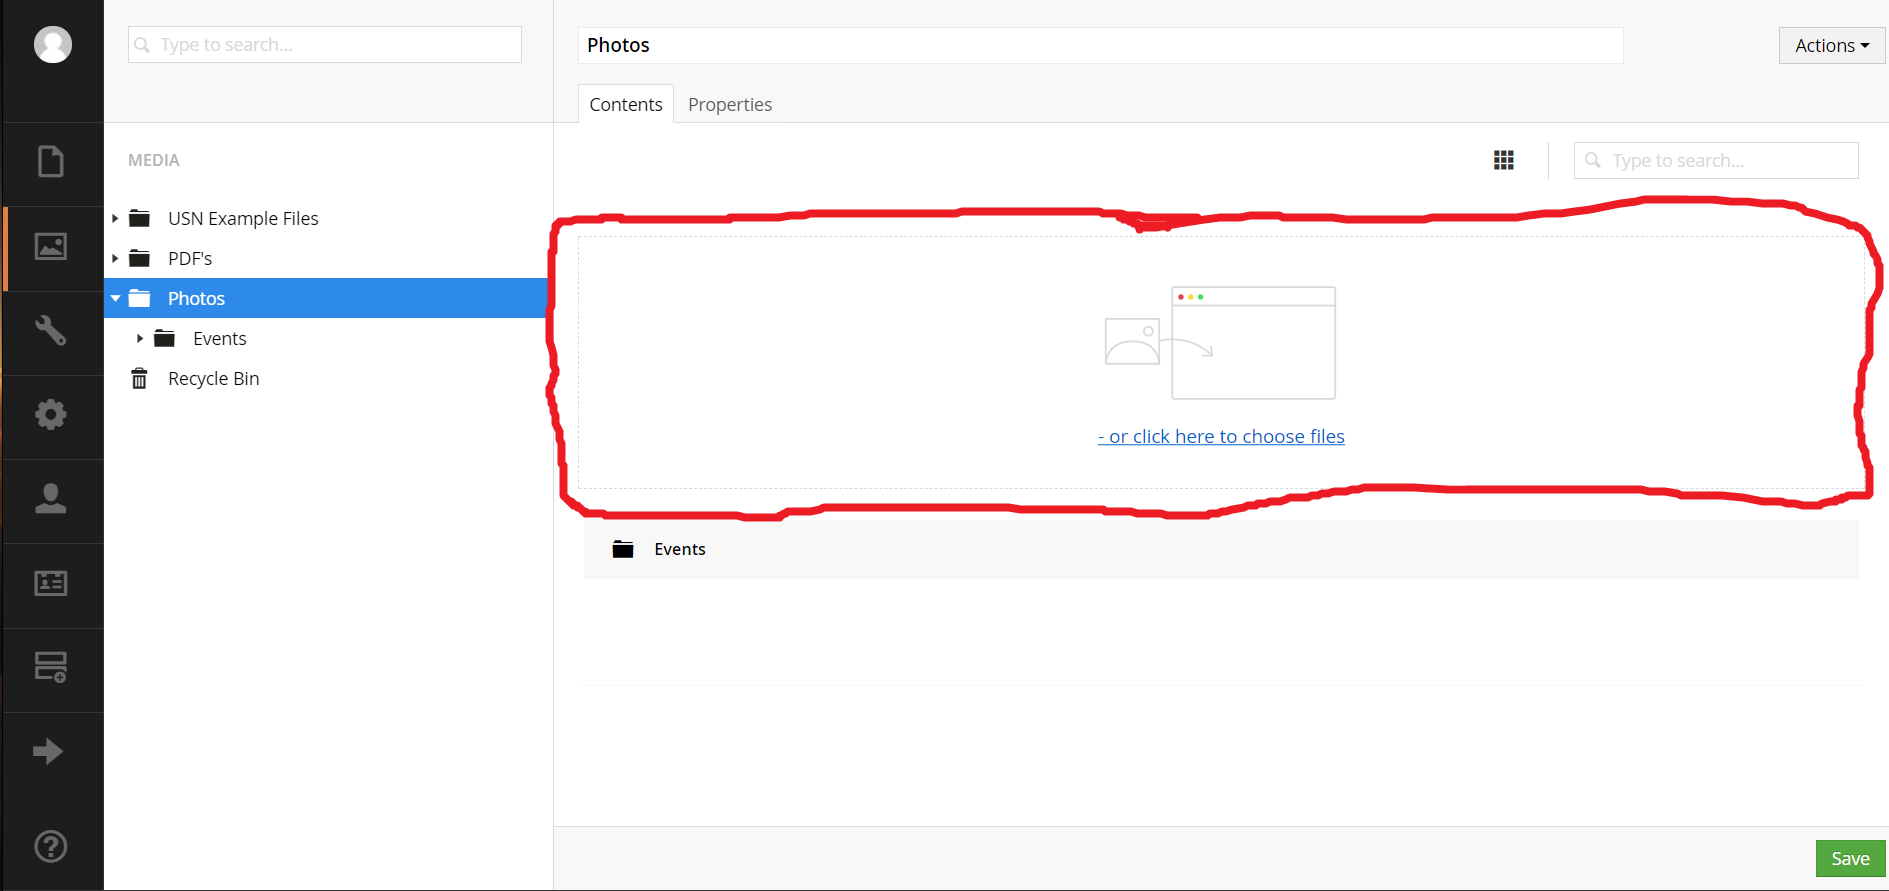 Type to search...
Photos
Actions
Contents
Properties
MEDIA
Type to search...
USN Example Files
PDF's
Photos
Events
Recycle Bin
- or click here to choose files
Events
Save